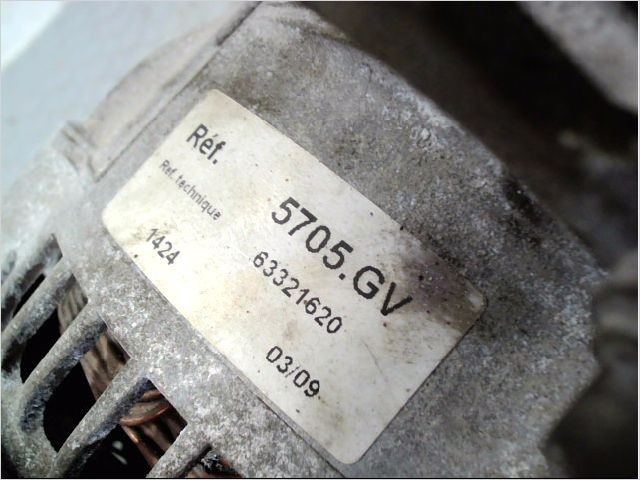 Réf. 5705.GV
Ref. technique 63321620
1424 03/09